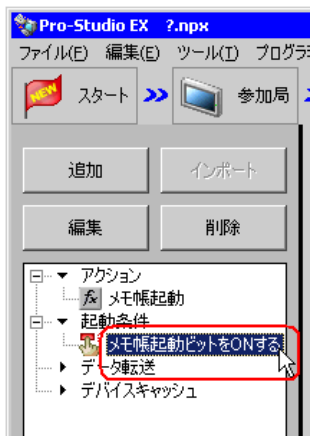 Pro-Studio EX ?.npx
ファイル(F) 編集(E) ツール(T) プログラ
NEW スタート 参加局
追加 インポート
編集 削除
アクション
fx メモ帳起動
起動条件
メモ帳起動ビットをONする
データ転送
デバイスキャッシュ